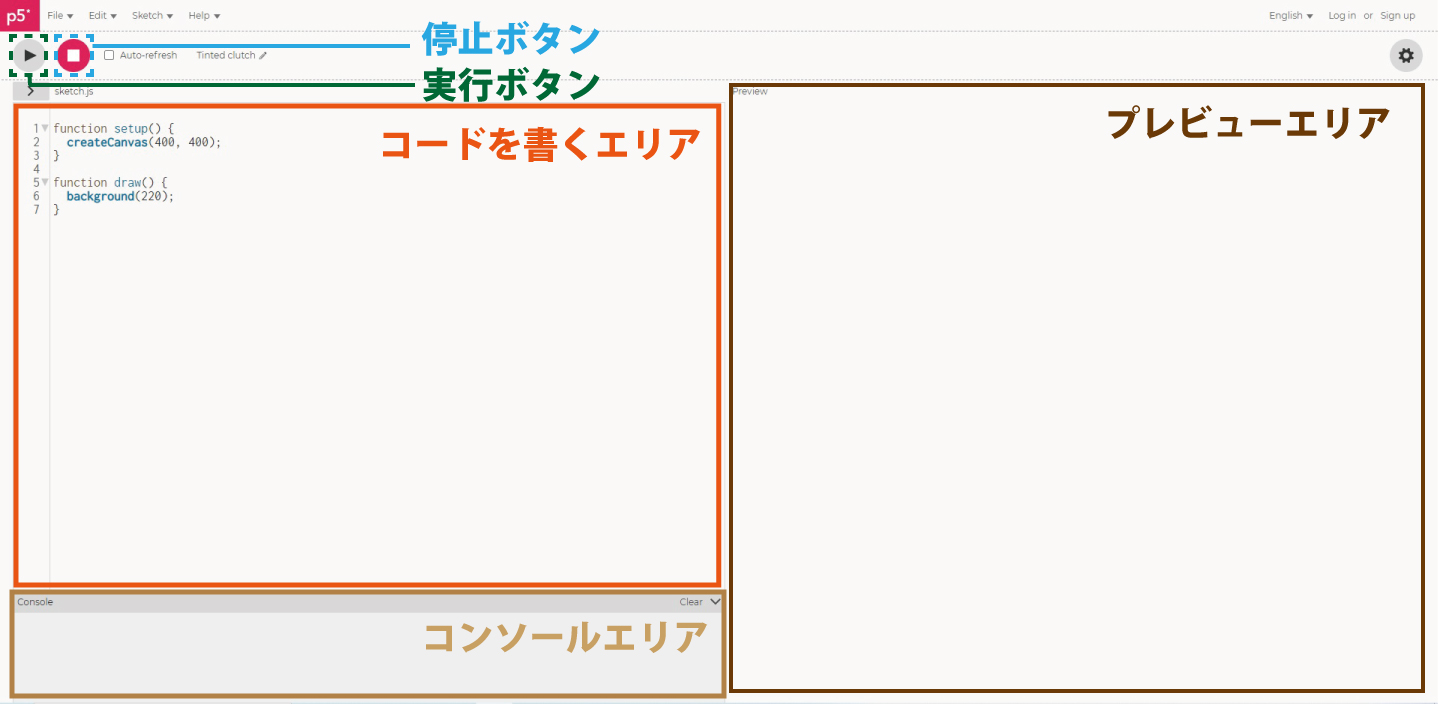 p5* File Edit Sketch Help English Log in or Sign up
停止ボタン
Auto-refresh Tinted clutch
実行ボタン
sketch.js
Preview
プレビューエリア
コードを書くエリア
1 function setup() {
2 createCanvas(400, 400);
3 }
4
5 function draw() {
6 background(220);
7 }
Console Clear
コンソールエリア